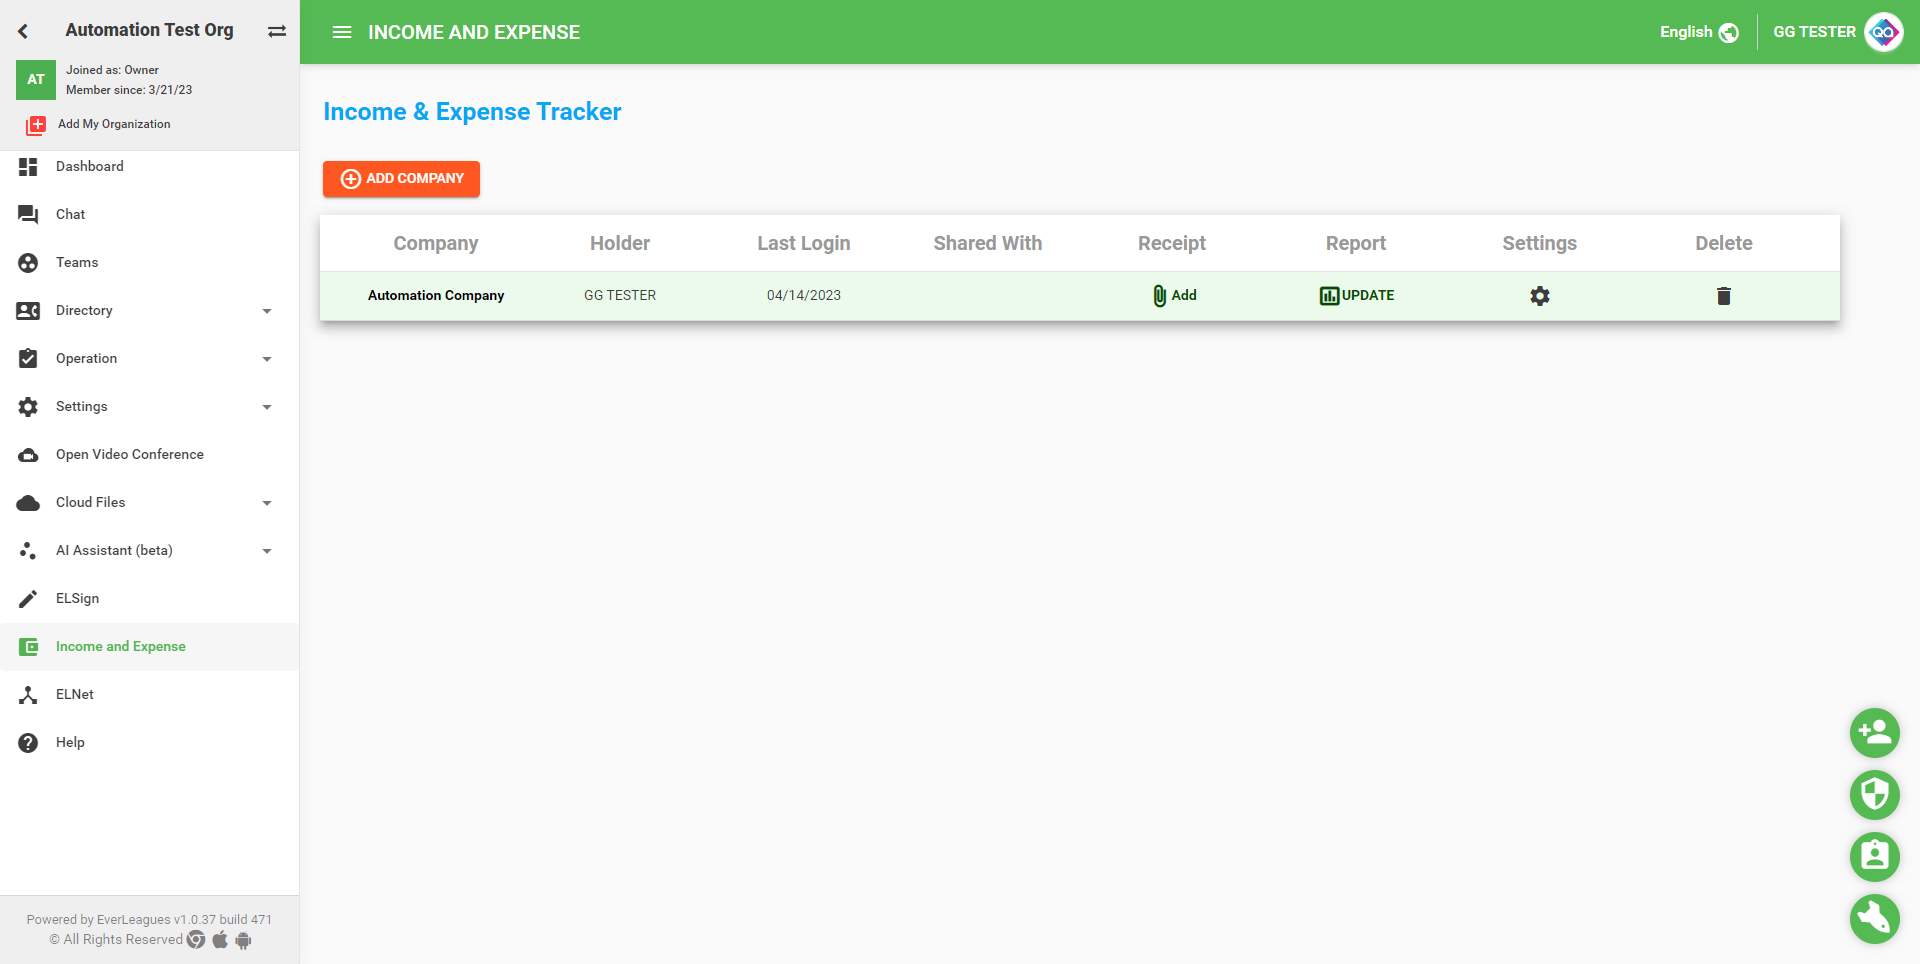 Automation Test Org
AT
Joined as: Owner
Member since: 3/21/23
Add My Organization
Dashboard
Chat
Teams
Directory
Operation
Settings
Open Video Conference
Cloud Files
AI Assistant (beta)
ELSign
Income and Expense
ELNet
Help
Powered by EverLeagues v1.0.37 build 471
© All Rights Reserved
INCOME AND EXPENSE
English
GG TESTER
QA
Income & Expense Tracker
ADD COMPANY
Company Holder Last Login Shared With Receipt Report Settings Delete
Automation Company GG TESTER 04/14/2023 Add UPDATE